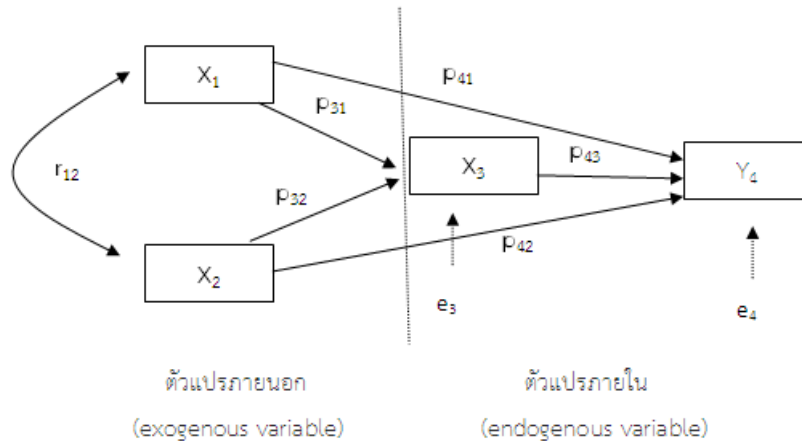 X₁
p₄₁
p₃₁
r₁₂
X₃
p₄₃
Y₄
p₃₂
p₄₂
X₂
e₃
e₄
ตัวแปรภายนอก
ตัวแปรภายใน
(exogenous variable)
(endogenous variable)